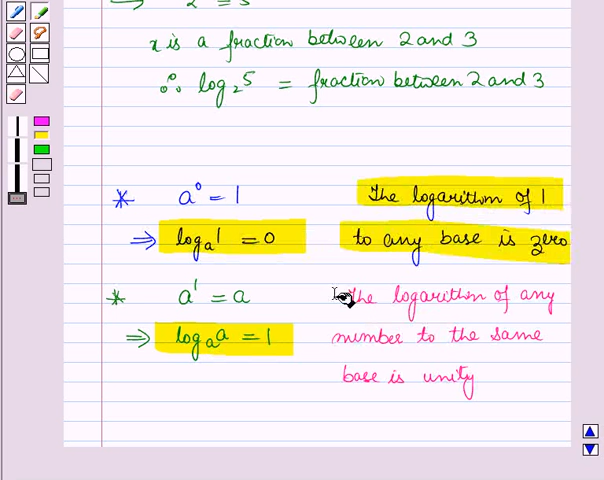 x is a fraction between 2 and 3
∴ log₂5 = fraction between 2 and 3
* a⁰ = 1 The logarithm of 1
⇒ logₐ1 = 0 to any base is zero
* a¹ = a The logarithm of any
⇒ logₐa = 1 number to the same
base is unity